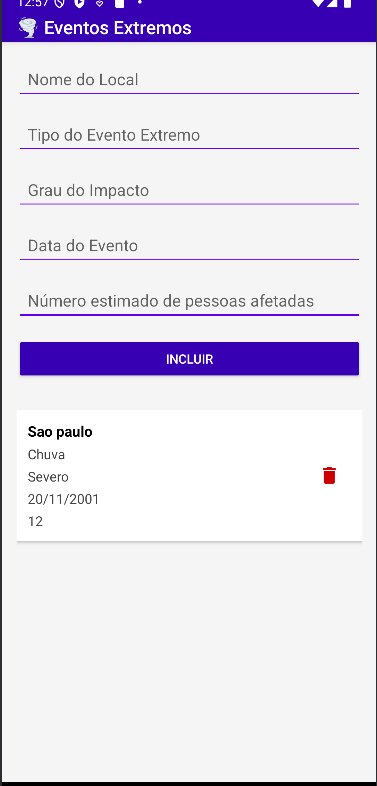 12:57
Eventos Extremos
Nome do Local
Tipo do Evento Extremo
Grau do Impacto
Data do Evento
Número estimado de pessoas afetadas
INCLUIR
Sao paulo
Chuva
Severo
20/11/2001
12